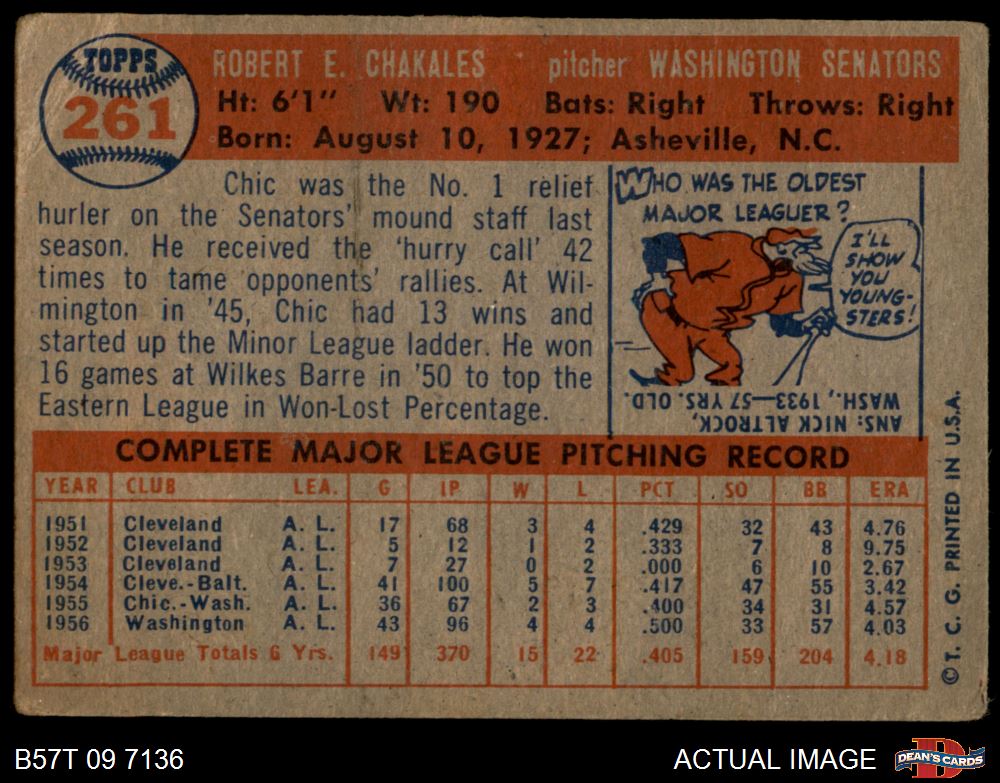 TOPPS
261
ROBERT E. CHAKALES pitcher WASHINGTON SENATORS
Ht: 6'1" Wt: 190 Bats: Right Throws: Right
Born: August 10, 1927; Asheville, N.C.
Chic was the No. 1 relief
hurler on the Senators' mound staff last
season. He received the 'hurry call' 42
times to tame opponents' rallies. At Wil-
mington in '45, Chic had 13 wins and
started up the Minor League ladder. He won
16 games at Wilkes Barre in '50 to top the
Eastern League in Won-Lost Percentage.
WHO WAS THE OLDEST
MAJOR LEAGUER?
I'LL
SHOW
YOU
YOUNG-
STERS!
ANS: NICK ALTROCK,
WASH., 1933—57 YRS. OLD.
COMPLETE MAJOR LEAGUE PITCHING RECORD
YEAR CLUB LEA. G IP W L PCT SO BB ERA
1951 Cleveland A. L. 17 68 3 4 .429 32 43 4.76
1952 Cleveland A. L. 5 12 1 2 .333 7 8 9.75
1953 Cleveland A. L. 7 27 0 2 .000 6 10 2.67
1954 Cleve.-Balt. A. L. 41 100 5 7 .417 47 55 3.42
1955 Chic.-Wash. A. L. 36 67 2 3 .400 34 31 4.57
1956 Washington A. L. 43 96 4 4 .500 33 57 4.03
Major League Totals 6 Yrs. 149 370 15 22 .405 159 204 4.18
©T. C. G. PRINTED IN U.S.A.
B57T 09 7136
ACTUAL IMAGE
D
DEAN'S CARDS